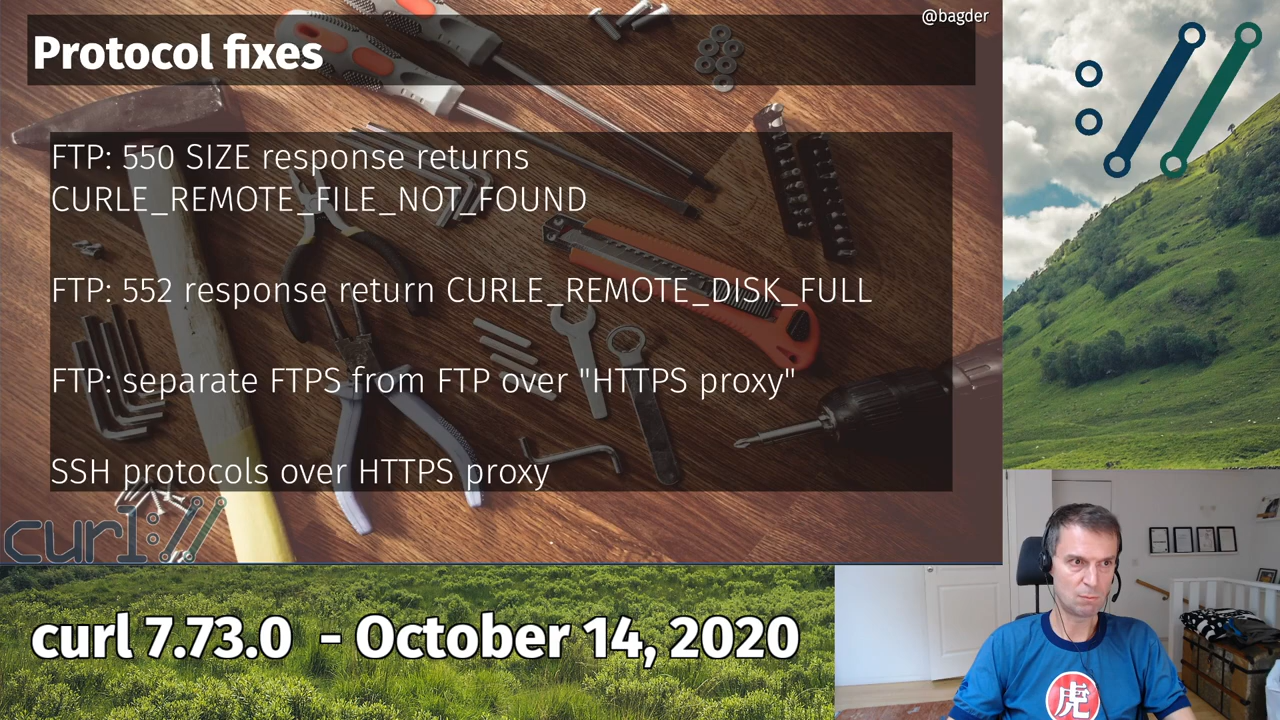 @bagder
Protocol fixes
FTP: 550 SIZE response returns
CURLE_REMOTE_FILE_NOT_FOUND
FTP: 552 response return CURLE_REMOTE_DISK_FULL
FTP: separate FTPS from FTP over "HTTPS proxy"
SSH protocols over HTTPS proxy
curl://
curl 7.73.0 - October 14, 2020
虎